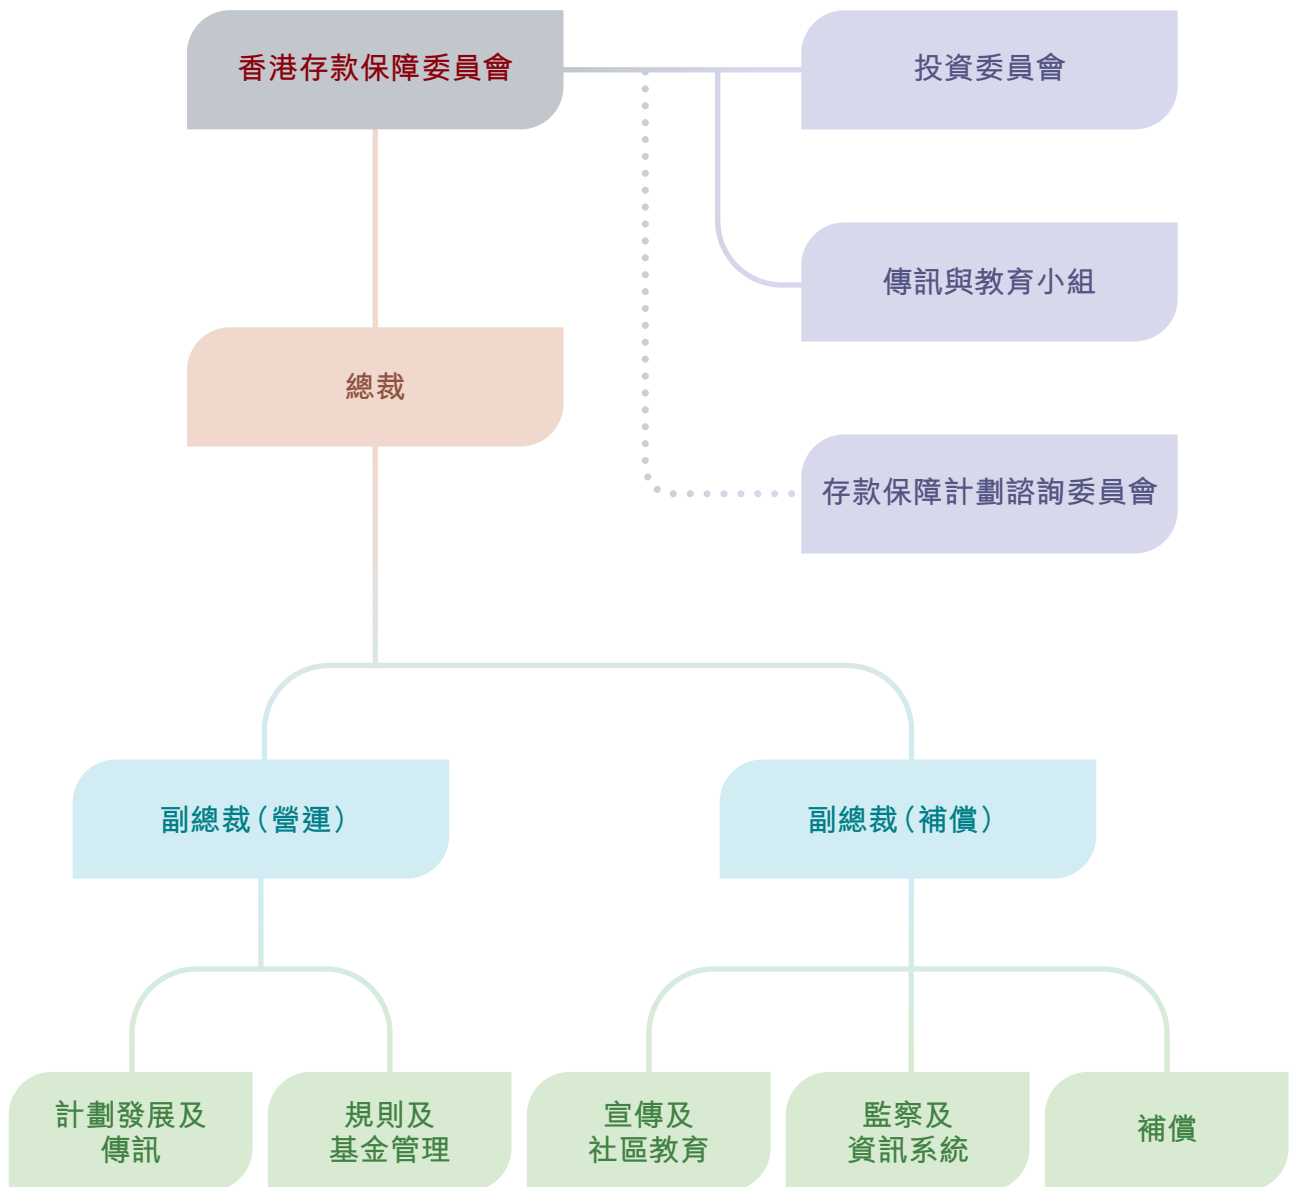 香港存款保障委員會
投資委員會
傳訊與教育小組
總裁
存款保障計劃諮詢委員會
副總裁（營運）
副總裁（補償）
計劃發展及
傳訊
規則及
基金管理
宣傳及
社區教育
監察及
資訊系統
補償